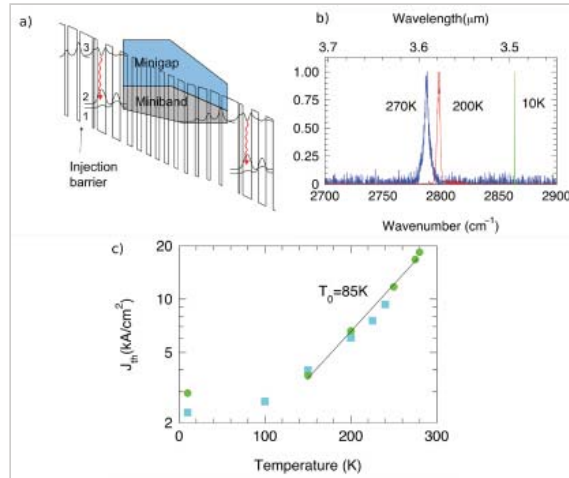 a)
3
2
1
Minigap
Miniband
Injection
barrier
b)
Wavelength(μm)
3.7 3.6 3.5
1.00
0.75
0.50
0.25
0
270K 200K 10K
2700 2750 2800 2850 2900
Wavenumber (cm⁻¹)
c)
20
10
5
2
J_th(kA/cm²)
T₀=85K
0 100 200 300
Temperature (K)